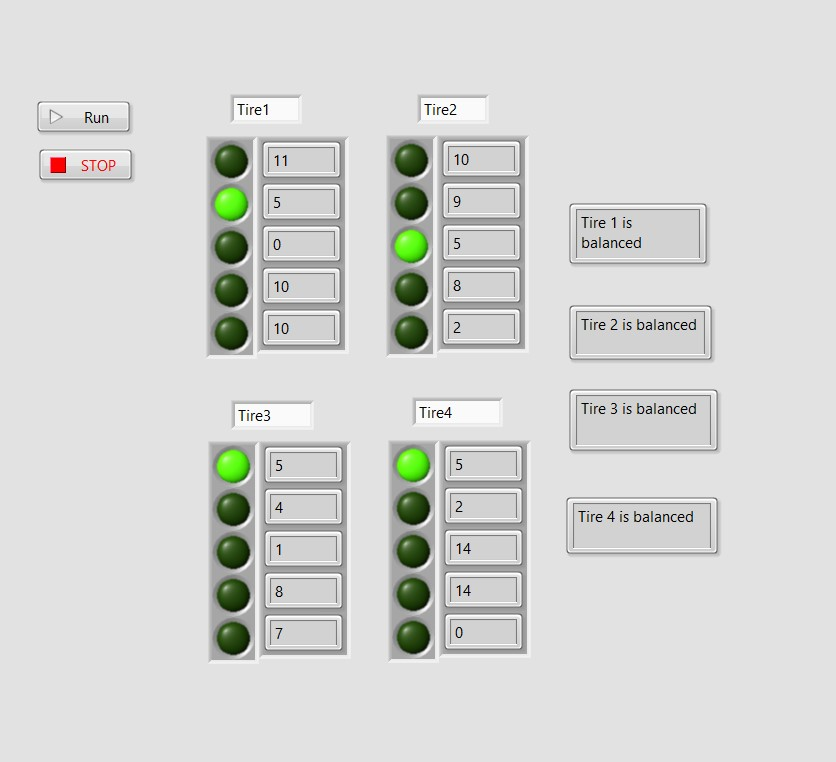 Run
STOP
Tire1
11
5
0
10
10
Tire2
10
9
5
8
2
Tire3
5
4
1
8
7
Tire4
5
2
14
14
0
Tire 1 is
balanced
Tire 2 is balanced
Tire 3 is balanced
Tire 4 is balanced